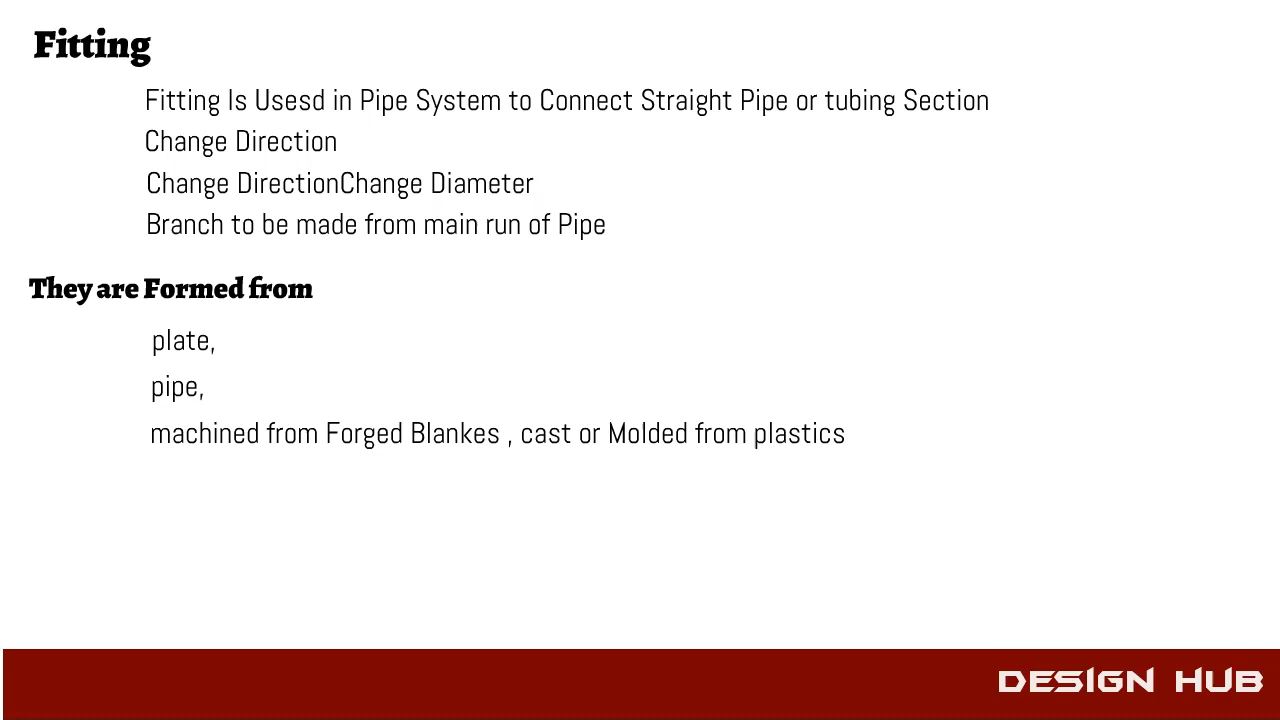 Fitting
Fitting Is Usesd in Pipe System to Connect Straight Pipe or tubing Section
Change Direction
Change DirectionChange Diameter
Branch to be made from main run of Pipe
They are Formed from
plate,
pipe,
machined from Forged Blankes , cast or Molded from plastics
DESIGN HUB